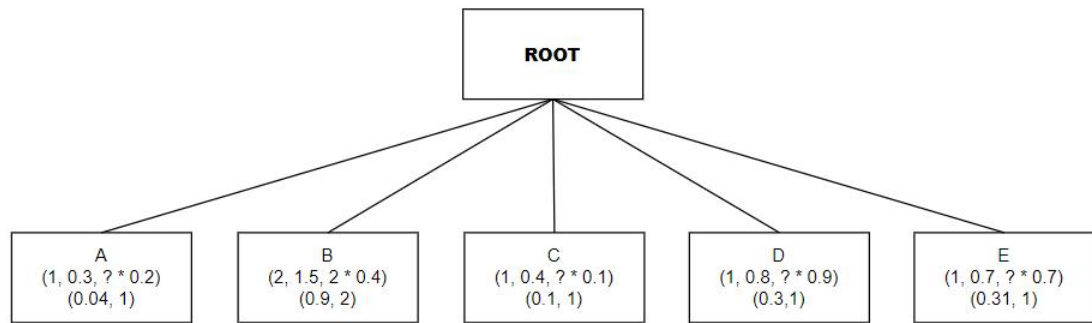 ROOT
A
(1, 0.3, ? * 0.2)
(0.04, 1)
B
(2, 1.5, 2 * 0.4)
(0.9, 2)
C
(1, 0.4, ? * 0.1)
(0.1, 1)
D
(1, 0.8, ? * 0.9)
(0.3,1)
E
(1, 0.7, ? * 0.7)
(0.31, 1)